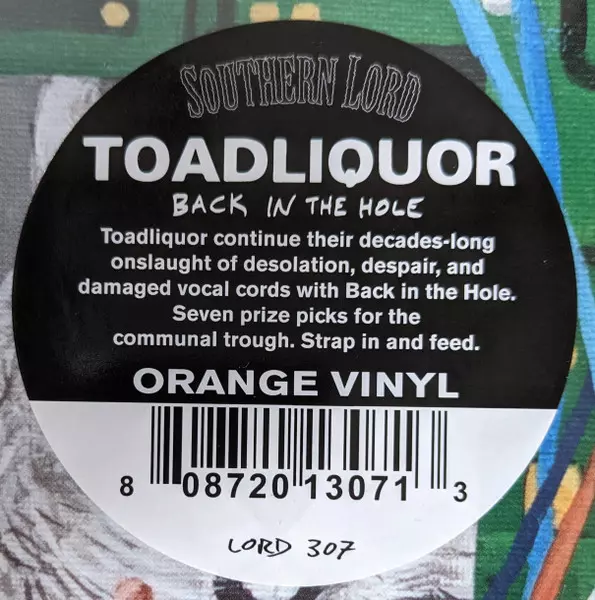 SOUTHERN LORD
TOADLIQUOR
BACK IN THE HOLE
Toadliquor continue their decades-long
onslaught of desolation, despair, and
damaged vocal cords with Back in the Hole.
Seven prize picks for the
communal trough. Strap in and feed.
ORANGE VINYL
8 08720 13071 3
LORD 307